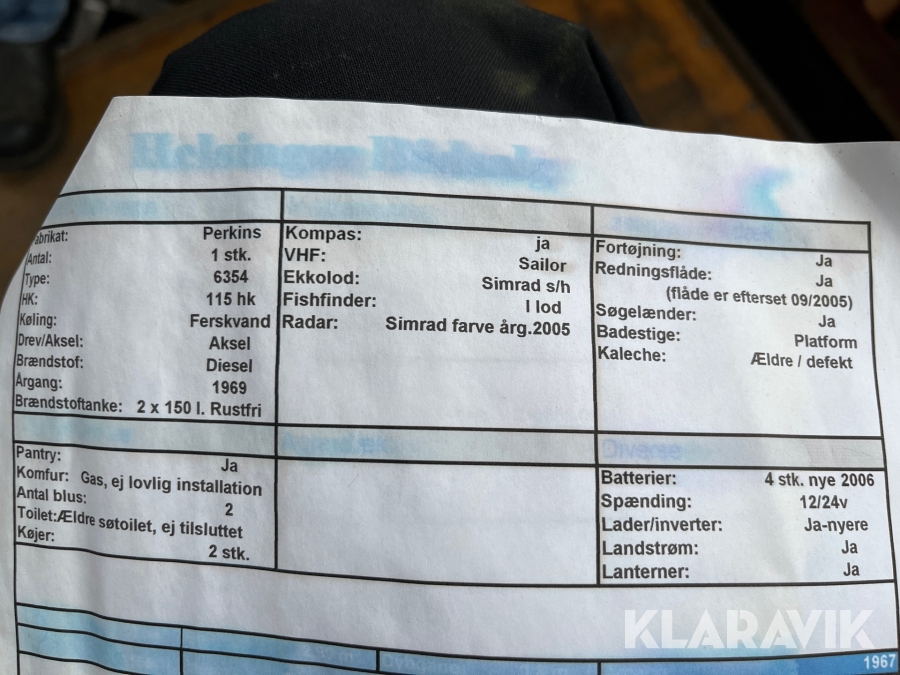 Fabrikat: Perkins
Antal: 1 stk.
Type: 6354
HK: 115 hk
Køling: Ferskvand
Drev/Aksel: Aksel
Brændstof: Diesel
Årgang: 1969
Brændstoftanke: 2 x 150 l. Rustfri
Kompas: ja
VHF: Sailor
Ekkolod: Simrad s/h
Fishfinder: I lod
Radar: Simrad farve årg.2005
Fortøjning: Ja
Redningsflåde: Ja
(flåde er efterset 09/2005)
Søgelænder: Ja
Badestige: Platform
Kaleche: Ældre / defekt
Pantry: Ja
Komfur: Gas, ej lovlig installation
Antal blus: 2
Toilet:Ældre søtoilet, ej tilsluttet
Køjer: 2 stk.
Diverse
Batterier: 4 stk. nye 2006
Spænding: 12/24v
Lader/inverter: Ja-nyere
Landstrøm: Ja
Lanterner: Ja
KLARAVIK
1967